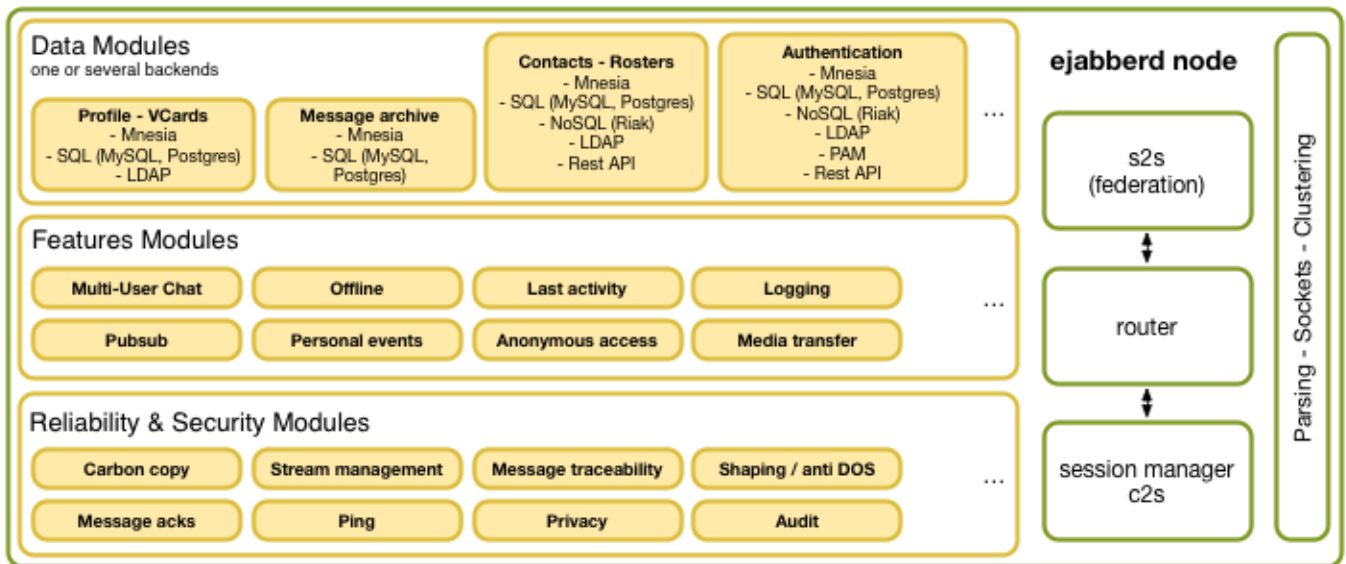 Data Modules
one or several backends
Profile - VCards
- Mnesia
- SQL (MySQL, Postgres)
- LDAP
Message archive
- Mnesia
- SQL (MySQL,
Postgres)
Contacts - Rosters
- Mnesia
- SQL (MySQL, Postgres)
- NoSQL (Riak)
- LDAP
- Rest API
Authentication
- Mnesia
- SQL (MySQL, Postgres)
- NoSQL (Riak)
- LDAP
- PAM
- Rest API
...
Features Modules
Multi-User Chat
Offline
Last activity
Logging
Pubsub
Personal events
Anonymous access
Media transfer
...
Reliability & Security Modules
Carbon copy
Stream management
Message traceability
Shaping / anti DOS
Message acks
Ping
Privacy
Audit
...
ejabberd node
s2s
(federation)
router
session manager
c2s
Parsing - Sockets - Clustering